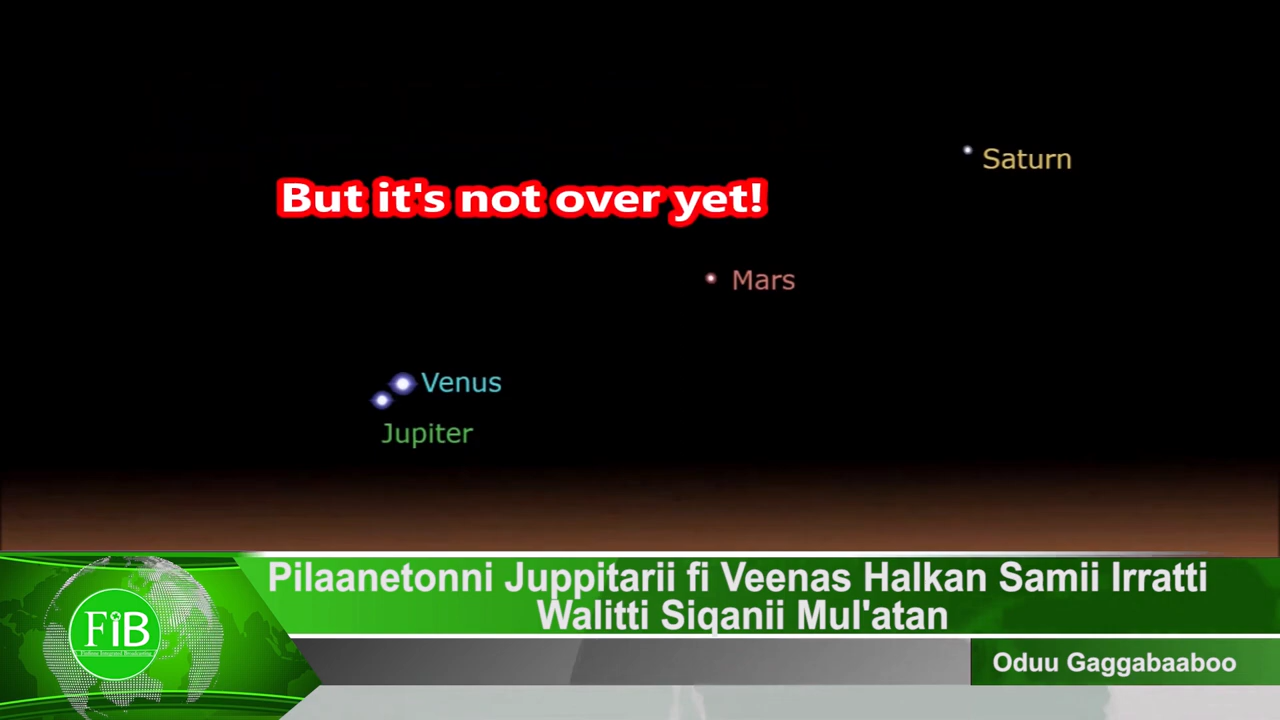 Saturn
But it's not over yet!
Mars
Venus
Jupiter
Pilaanetonni Juppitarii fi Veenas Halkan Samii Irratti
Walitti Siqanii Mul'atan
FIB
Oduu Gaggabaaboo